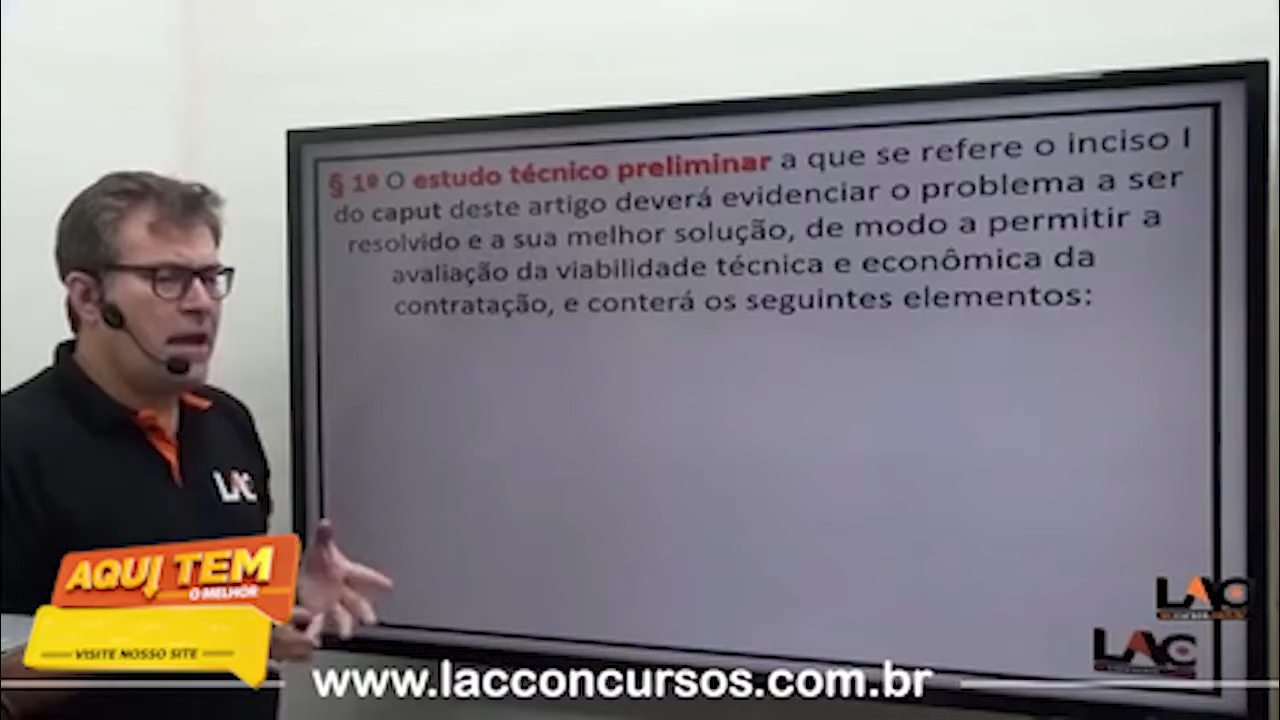 § 1º O estudo técnico preliminar a que se refere o inciso I
do caput deste artigo deverá evidenciar o problema a ser
resolvido e a sua melhor solução, de modo a permitir a
avaliação da viabilidade técnica e econômica da
contratação, e conterá os seguintes elementos:
LAC
AQUI TEM
O MELHOR
VISITE NOSSO SITE
LAC
LAC
www.lacconcursos.com.br